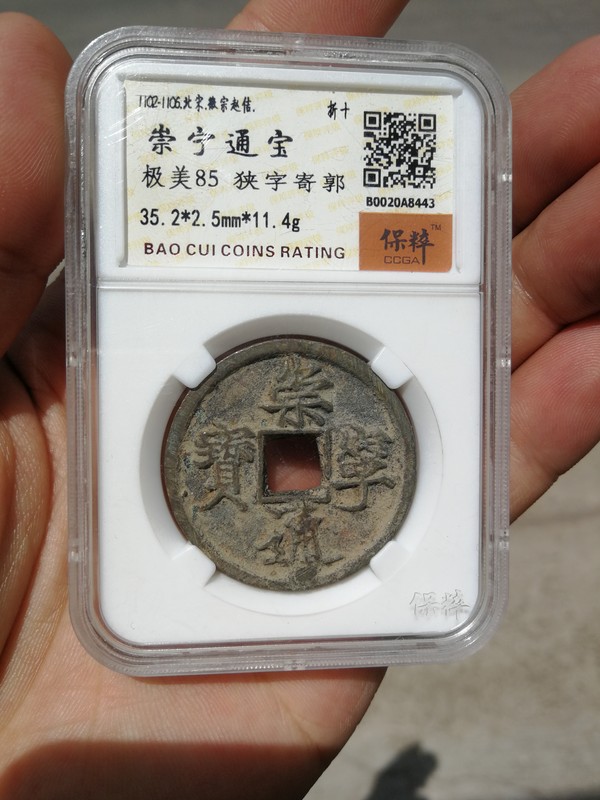 1102-1106.北宋.徽宗赵佶.
折十
崇宁通宝
极美85 狭字寄郭
B0020A8443
35.2*2.5mm*11.4g
保粹™
CCGA
BAO CUI COINS RATING
崇
寶 寧
通
保粹